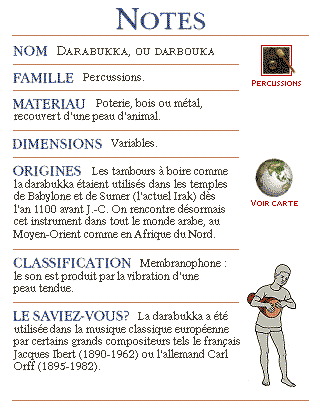 NOTES
NOM DARABUKKA, OU DARBOUKA
FAMILLE Percussions.
PERCUSSIONS
MATERIAU Poterie, bois ou métal,
recouvert d'une peau d'animal.
DIMENSIONS Variables.
ORIGINES Les tambours à boire comme
la darabukka étaient utilisés dans les temples
de Babylone et de Sumer (l'actuel Irak) dès
l'an 1100 avant J.-C. On rencontre désormais
cet instrument dans tout le monde arabe, au
Moyen-Orient comme en Afrique du Nord.
VOIR CARTE
CLASSIFICATION Membranophone :
le son est produit par la vibration d'une
peau tendue.
LE SAVIEZ-VOUS? La darabukka a été
utilisée dans la musique classique européenne
par certains grands compositeurs tels le français
Jacques Ibert (1890-1962) ou l'allemand Carl
Orff (1895-1982).